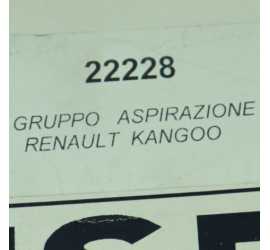 22228
GRUPPO ASPIRAZIONE
RENAULT KANGOO